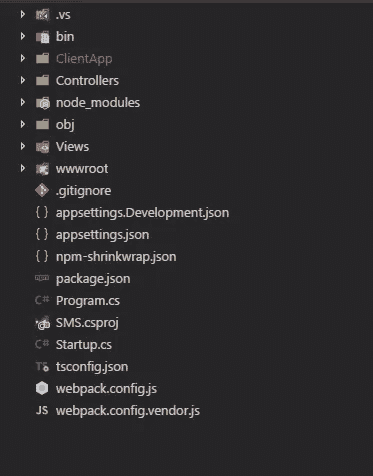 .vs
bin
ClientApp
Controllers
node_modules
obj
Views
wwwroot
.gitignore
{ } appsettings.Development.json
{ } appsettings.json
{ } npm-shrinkwrap.json
package.json
C# Program.cs
SMS.csproj
C# Startup.cs
TS tsconfig.json
webpack.config.js
JS webpack.config.vendor.js